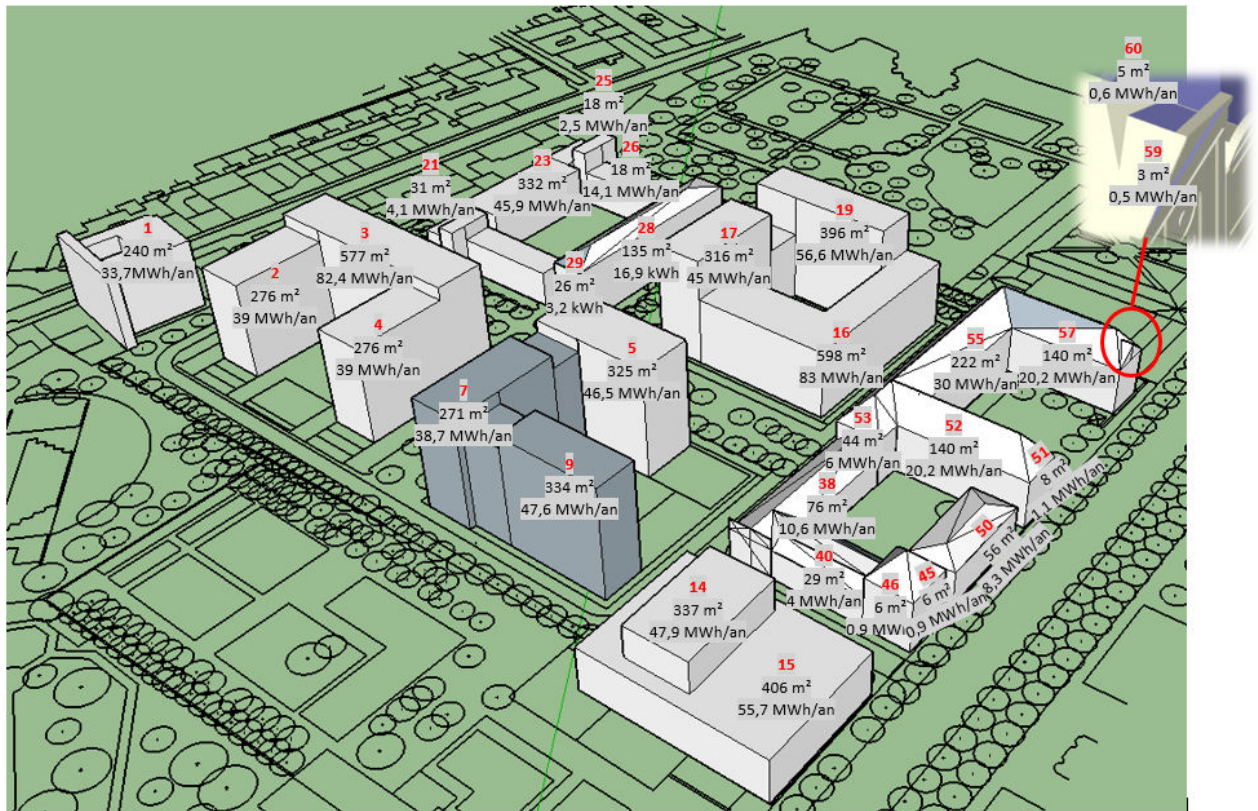 60
5 m²
0,6 MWh/an
59
3 m²
0,5 MWh/an
25
18 m²
2,5 MWh/an
26
18 m²
14,1 MWh/an
23
332 m²
45,9 MWh/an
21
31 m²
4,1 MWh/an
1
240 m²
33,7MWh/an
3
577 m²
82,4 MWh/an
2
276 m²
39 MWh/an
4
276 m²
39 MWh/an
28
135 m²
16,9 kWh
29
26 m²
3,2 kWh
17
316 m²
45 MWh/an
19
396 m²
56,6 MWh/an
16
598 m²
83 MWh/an
5
325 m²
46,5 MWh/an
7
271 m²
38,7 MWh/an
9
334 m²
47,6 MWh/an
55
222 m²
30 MWh/an
57
140 m²
20,2 MWh/an
53
44 m²
6 MWh/an
52
140 m²
20,2 MWh/an
51
8 m²
1,1 MWh/an
38
76 m²
10,6 MWh/an
50
56 m²
8,3 MWh/an
40
29 m²
4 MWh/an
46
6 m²
0,9 MWh
45
6 m²
0,9 MWh/an
14
337 m²
47,9 MWh/an
15
406 m²
55,7 MWh/an